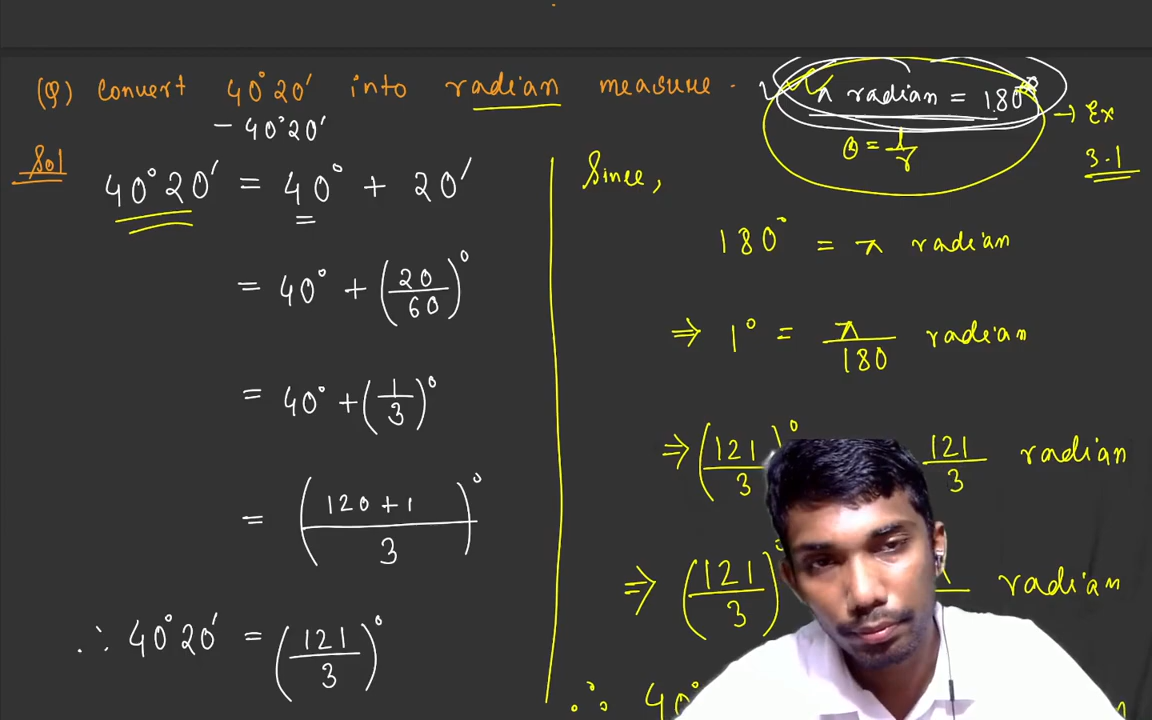 (Q) Convert 40°20′ into radian measure.
- 40°20′
π radian = 180°
θ = l/r
→ Ex
3.1
Sol
40°20′ = 40° + 20′
= 40° + (20/60)°
= 40° + (1/3)°
= (120+1/3)°
∴ 40°20′ = (121/3)°
Since,
180° = π radian
⇒ 1° = π/180 radian
⇒ (121/3)° 121/3 radian
⇒ (121/3)° radian
∴ 40°